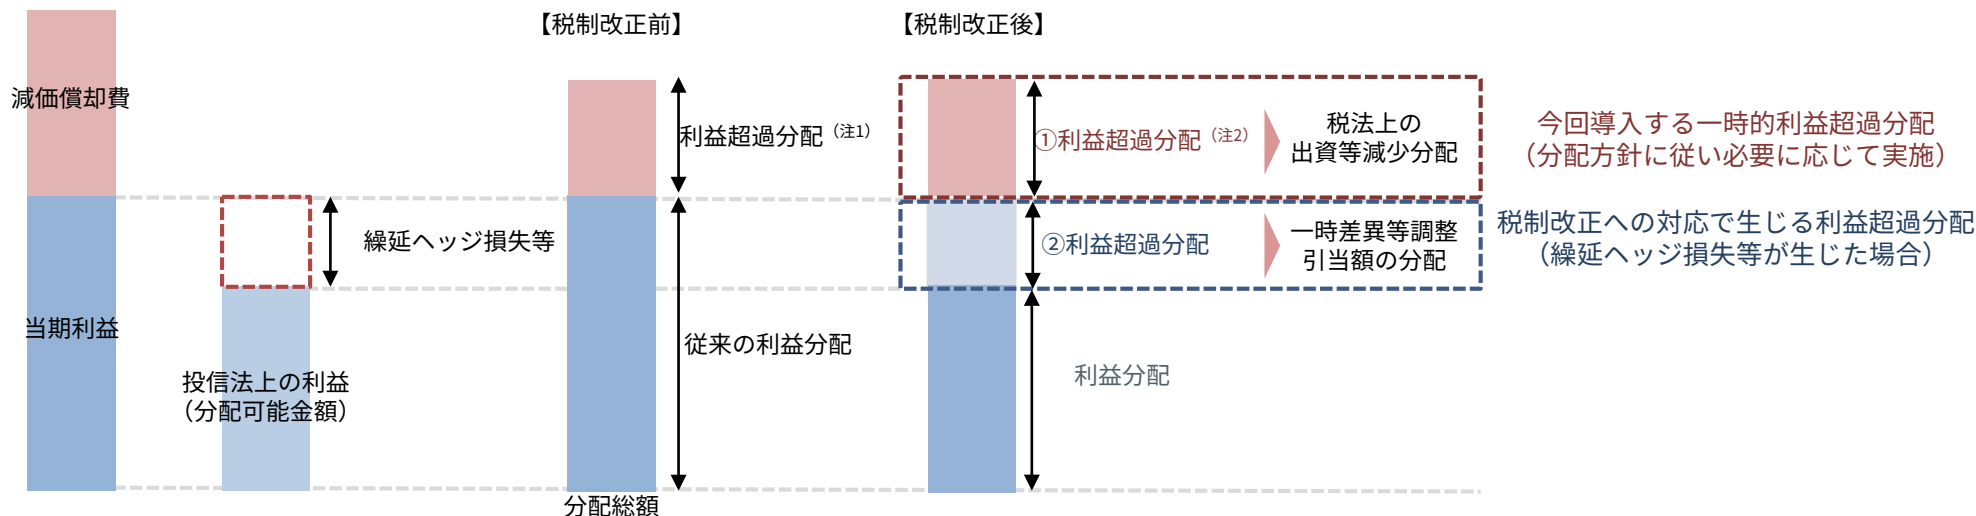 【税制改正前】
【税制改正後】
減価償却費
利益超過分配（注1）
①利益超過分配（注2）
税法上の
出資等減少分配
今回導入する一時的利益超過分配
（分配方針に従い必要に応じて実施）
繰延ヘッジ損失等
②利益超過分配
一時差異等調整
引当額の分配
税制改正への対応で生じる利益超過分配
（繰延ヘッジ損失等が生じた場合）
当期利益
投信法上の利益
（分配可能金額）
従来の利益分配
利益分配
分配総額